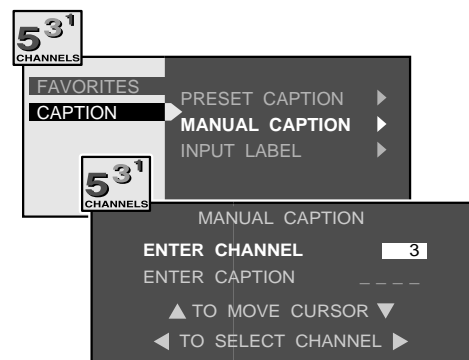 5 3 1
CHANNELS
FAVORITES
CAPTION
PRESET CAPTION ▶
MANUAL CAPTION ▶
INPUT LABEL ▶
5 3 1
CHANNELS
MANUAL CAPTION
ENTER CHANNEL 3
ENTER CAPTION _ _ _ _
▲ TO MOVE CURSOR ▼
◀ TO SELECT CHANNEL ▶